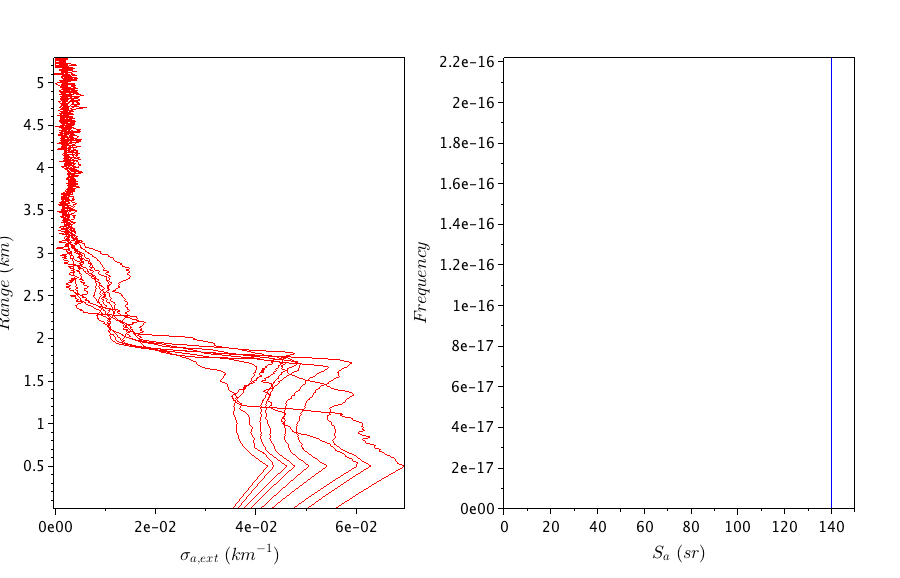 5
4.5
4
3.5
3
2.5
2
1.5
1
0.5
Range (km)
0e00
2e-02
4e-02
6e-02
σa,ext (km−1)
2.2e-16
2e-16
1.8e-16
1.6e-16
1.4e-16
1.2e-16
1e-16
8e-17
6e-17
4e-17
2e-17
0e00
Frequency
0
20
40
60
80
100
120
140
Sa (sr)